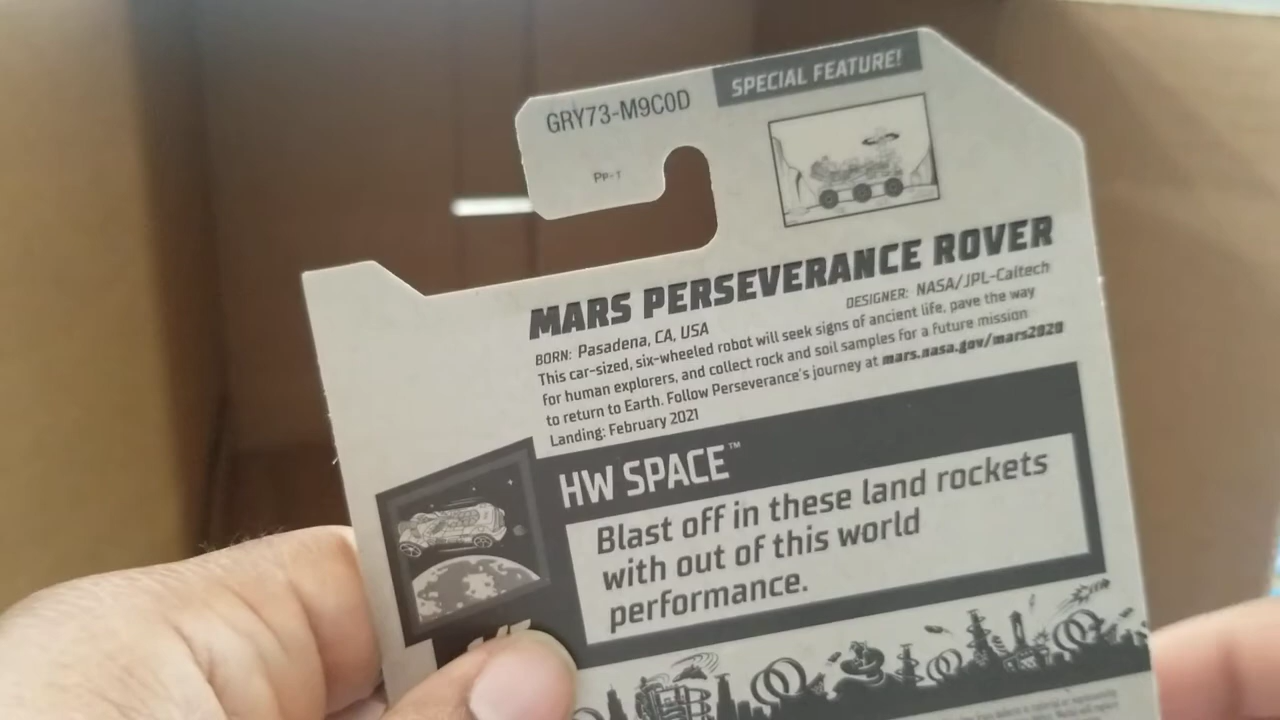 SPECIAL FEATURE!
GRY73-M9C0D
PP-1
MARS PERSEVERANCE ROVER
BORN: Pasadena, CA, USA
DESIGNER: NASA/JPL-Caltech
This car-sized, six-wheeled robot will seek signs of ancient life, pave the way
for human explorers, and collect rock and soil samples for a future mission
to return to Earth. Follow Perseverance's journey at mars.nasa.gov/mars2020
Landing: February 2021
HW SPACE™
Blast off in these land rockets
with out of this world
performance.